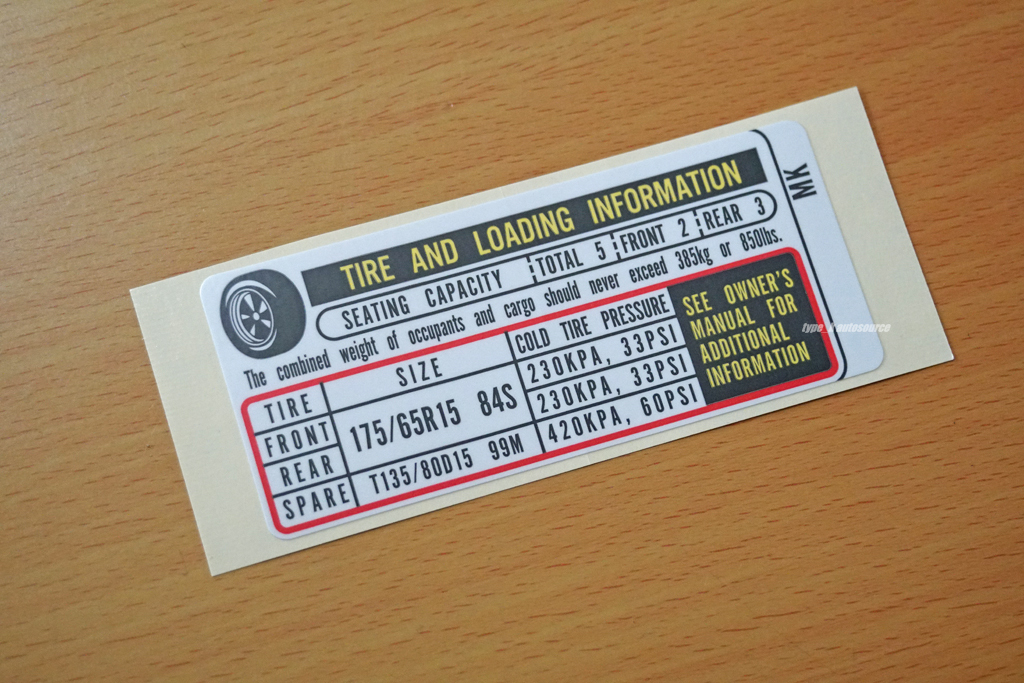 TIRE AND LOADING INFORMATION
SEATING CAPACITY TOTAL 5 FRONT 2 REAR 3
The combined weight of occupants and cargo should never exceed 385kg or 850lbs.
TIRE SIZE COLD TIRE PRESSURE
FRONT 175/65R15 84S 230KPA, 33PSI
REAR 230KPA, 33PSI
SPARE T135/80D15 99M 420KPA, 60PSI
SEE OWNER'S
MANUAL FOR
ADDITIONAL
INFORMATION
MK